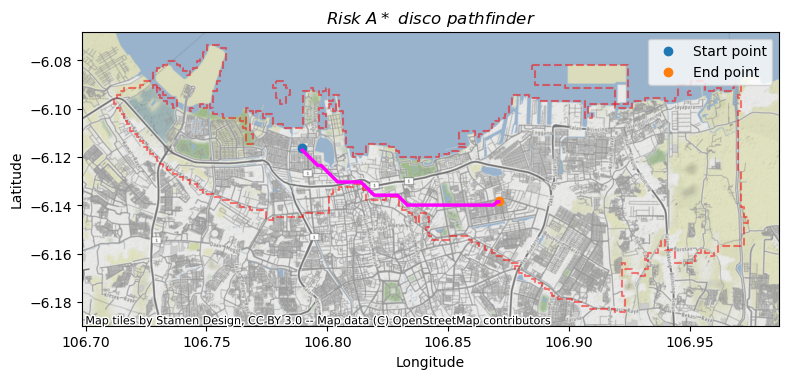 Risk A* disco pathfinder
Start point
End point
−6.08
−6.10
−6.12
−6.14
−6.16
−6.18
Latitude
Map tiles by Stamen Design, CC BY 3.0 -- Map data (C) OpenStreetMap contributors
106.70
106.75
106.80
106.85
106.90
106.95
Longitude